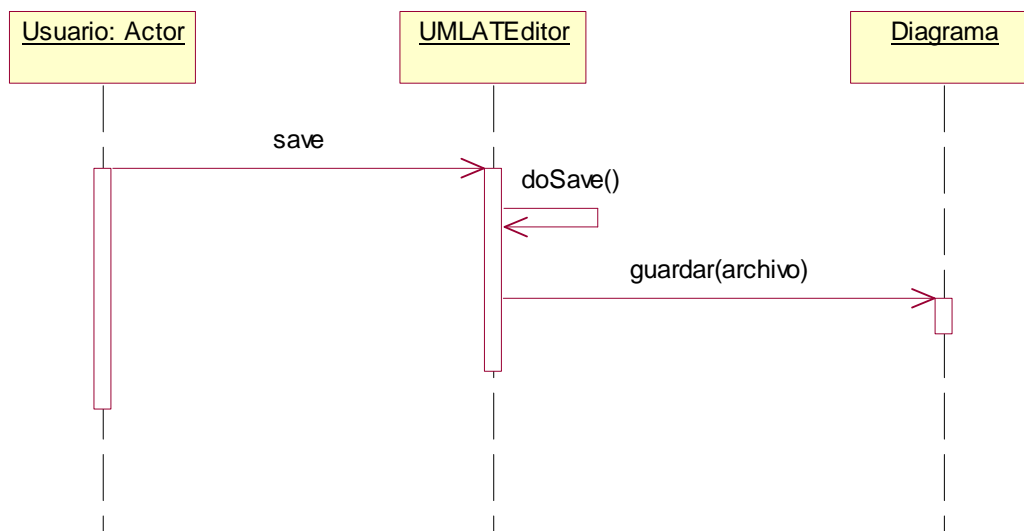 Usuario: Actor
UMLATEditor
Diagrama
save
doSave()
guardar(archivo)